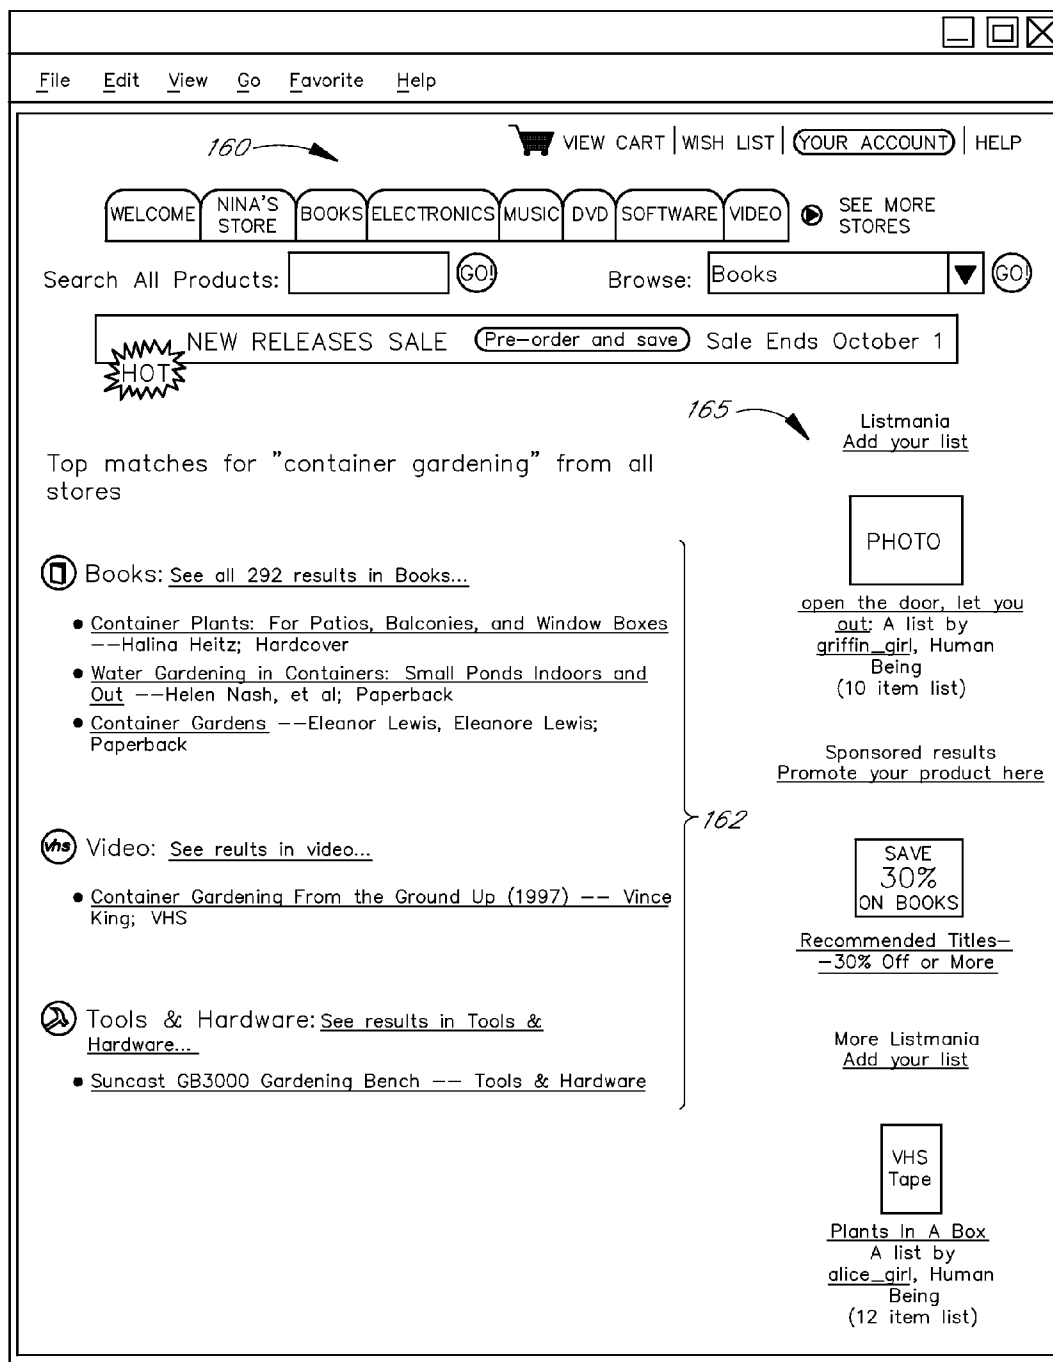 File Edit View Go Favorite Help
160
VIEW CART | WISH LIST | YOUR ACCOUNT | HELP
WELCOME
NINA'S
STORE
BOOKS
ELECTRONICS
MUSIC
DVD
SOFTWARE
VIDEO
SEE MORE
STORES
Search All Products: GO!
Browse: Books GO!
HOT
NEW RELEASES SALE Pre-order and save Sale Ends October 1
165
Listmania
Add your list
Top matches for "container gardening" from all
stores
Books: See all 292 results in Books...
Container Plants: For Patios, Balconies, and Window Boxes
--Halina Heitz; Hardcover
Water Gardening in Containers: Small Ponds Indoors and
Out --Helen Nash, et al; Paperback
Container Gardens --Eleanor Lewis, Eleanore Lewis;
Paperback
vhs Video: See reults in video...
Container Gardening From the Ground Up (1997) -- Vince
King; VHS
Tools & Hardware: See results in Tools &
Hardware...
Suncast GB3000 Gardening Bench -- Tools & Hardware
162
PHOTO
open the door, let you
out: A list by
griffin_girl, Human
Being
(10 item list)
Sponsored results
Promote your product here
SAVE
30%
ON BOOKS
Recommended Titles-
-30% Off or More
More Listmania
Add your list
VHS
Tape
Plants In A Box
A list by
alice_girl, Human
Being
(12 item list)